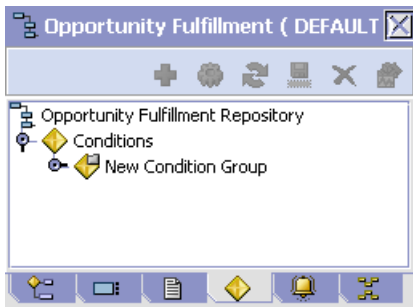 Opportunity Fulfillment ( DEFAULT
Opportunity Fulfillment Repository
Conditions
New Condition Group